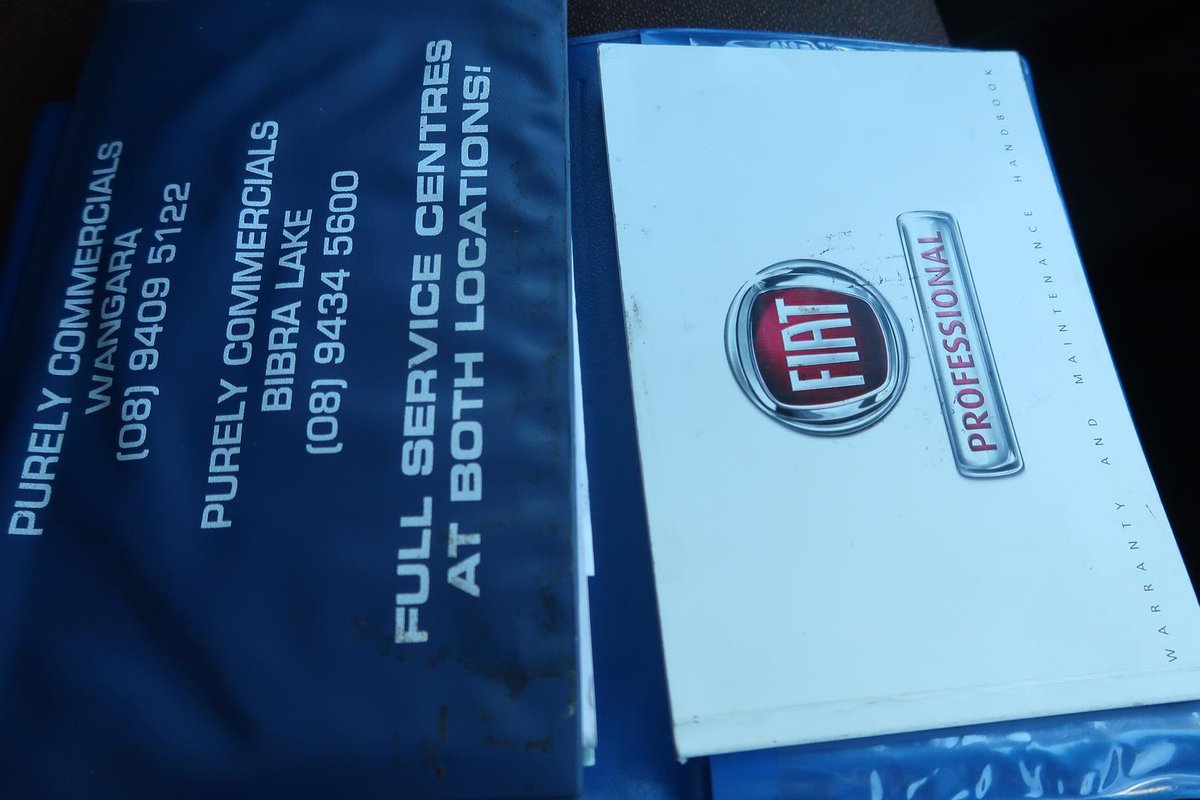 PURELY COMMERCIALS
WANGARA
(08) 9409 5122
PURELY COMMERCIALS
BIBRA LAKE
(08) 9434 5600
FULL SERVICE CENTRES
AT BOTH LOCATIONS!
FIAT
PROFESSIONAL
WARRANTY AND MAINTENANCE HANDBOOK